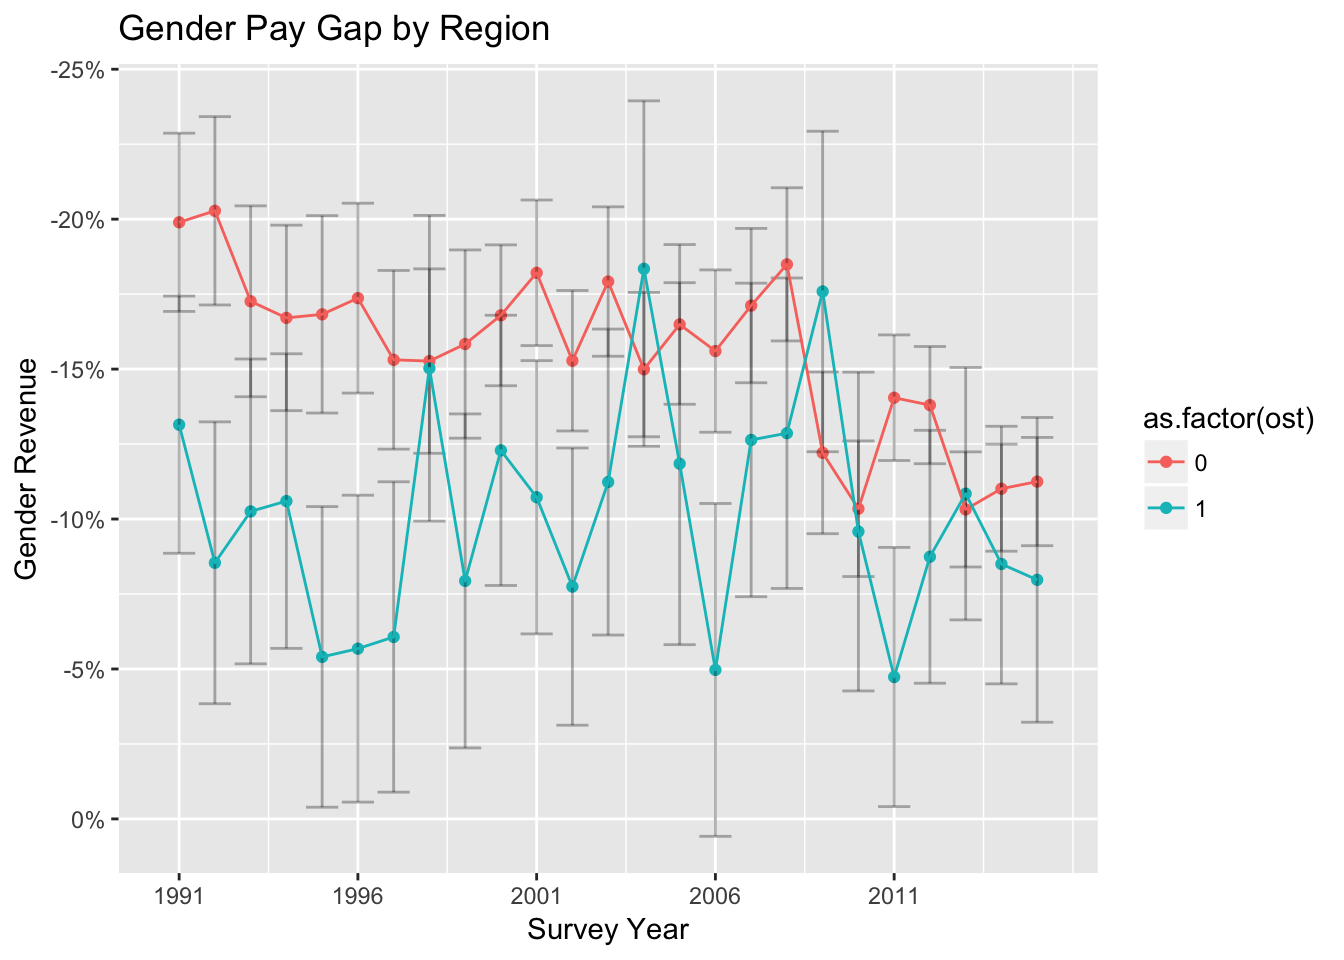 Gender Pay Gap by Region
-25%
-20%
-15%
-10%
-5%
0%
Gender Revenue
1991 1996 2001 2006 2011
Survey Year
as.factor(ost)
0
1